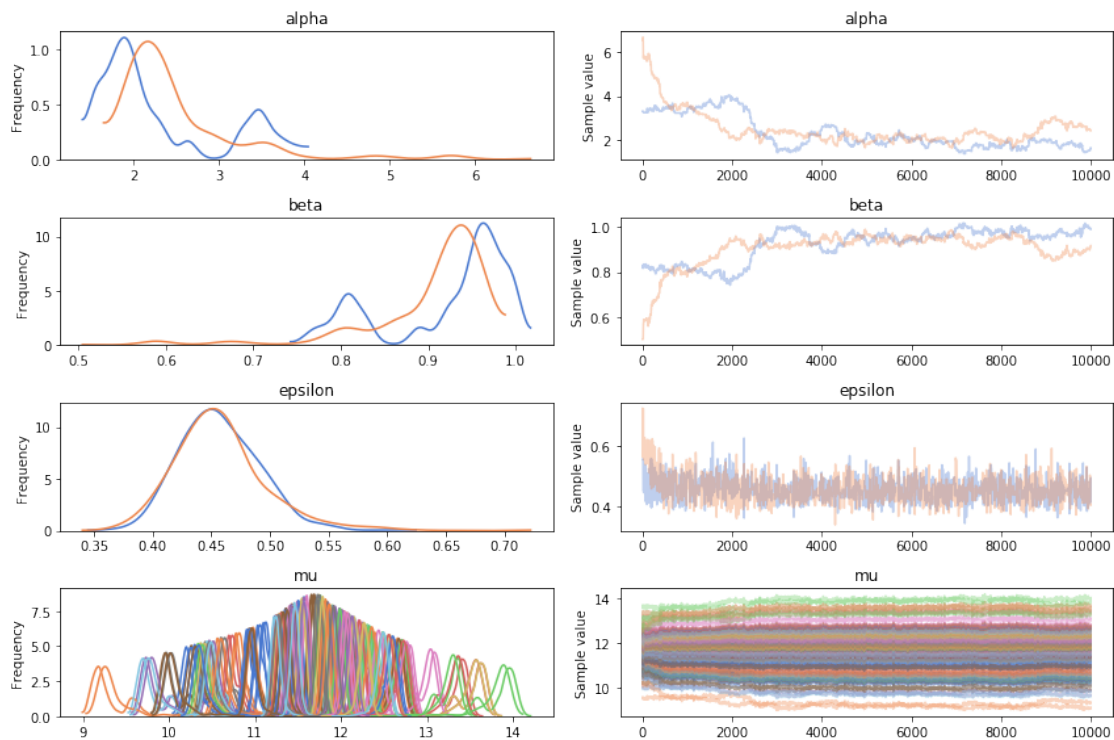 alpha
Frequency
1.0
0.5
0.0
2 3 4 5 6
alpha
Sample value
6
4
2
0 2000 4000 6000 8000 10000
beta
Frequency
10
5
0
0.5 0.6 0.7 0.8 0.9 1.0
beta
Sample value
1.0
0.8
0.6
0 2000 4000 6000 8000 10000
epsilon
Frequency
10
5
0
0.35 0.40 0.45 0.50 0.55 0.60 0.65 0.70
epsilon
Sample value
0.6
0.4
0 2000 4000 6000 8000 10000
mu
Frequency
7.5
5.0
2.5
0.0
9 10 11 12 13 14
mu
Sample value
14
12
10
0 2000 4000 6000 8000 10000